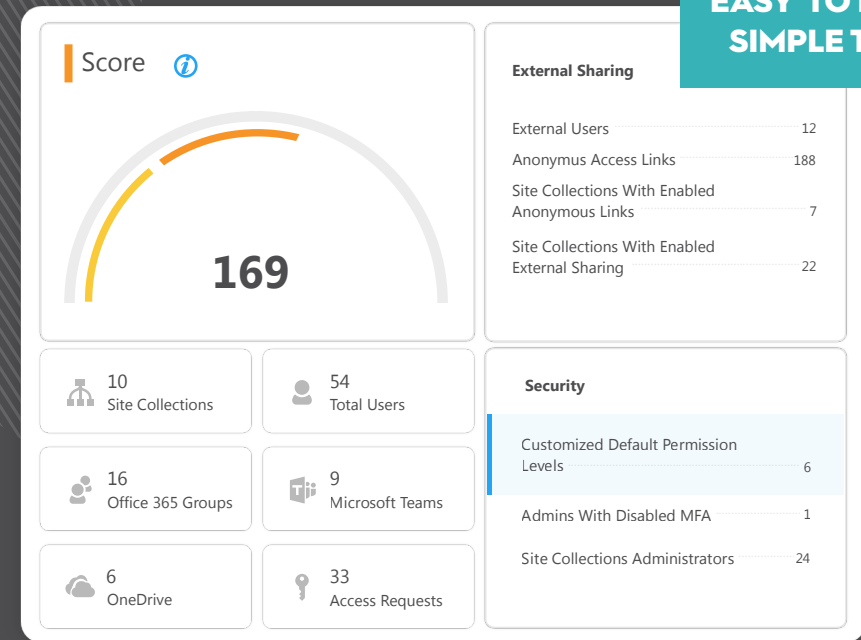 EASY TO
SIMPLE
Score
i
169
External Sharing
External Users 12
Anonymus Access Links 188
Site Collections With Enabled
Anonymous Links 7
Site Collections With Enabled
External Sharing 22
10
Site Collections
54
Total Users
16
Office 365 Groups
9
Microsoft Teams
6
OneDrive
33
Access Requests
Security
Customized Default Permission
Levels 6
Admins With Disabled MFA 1
Site Collections Administrators 24